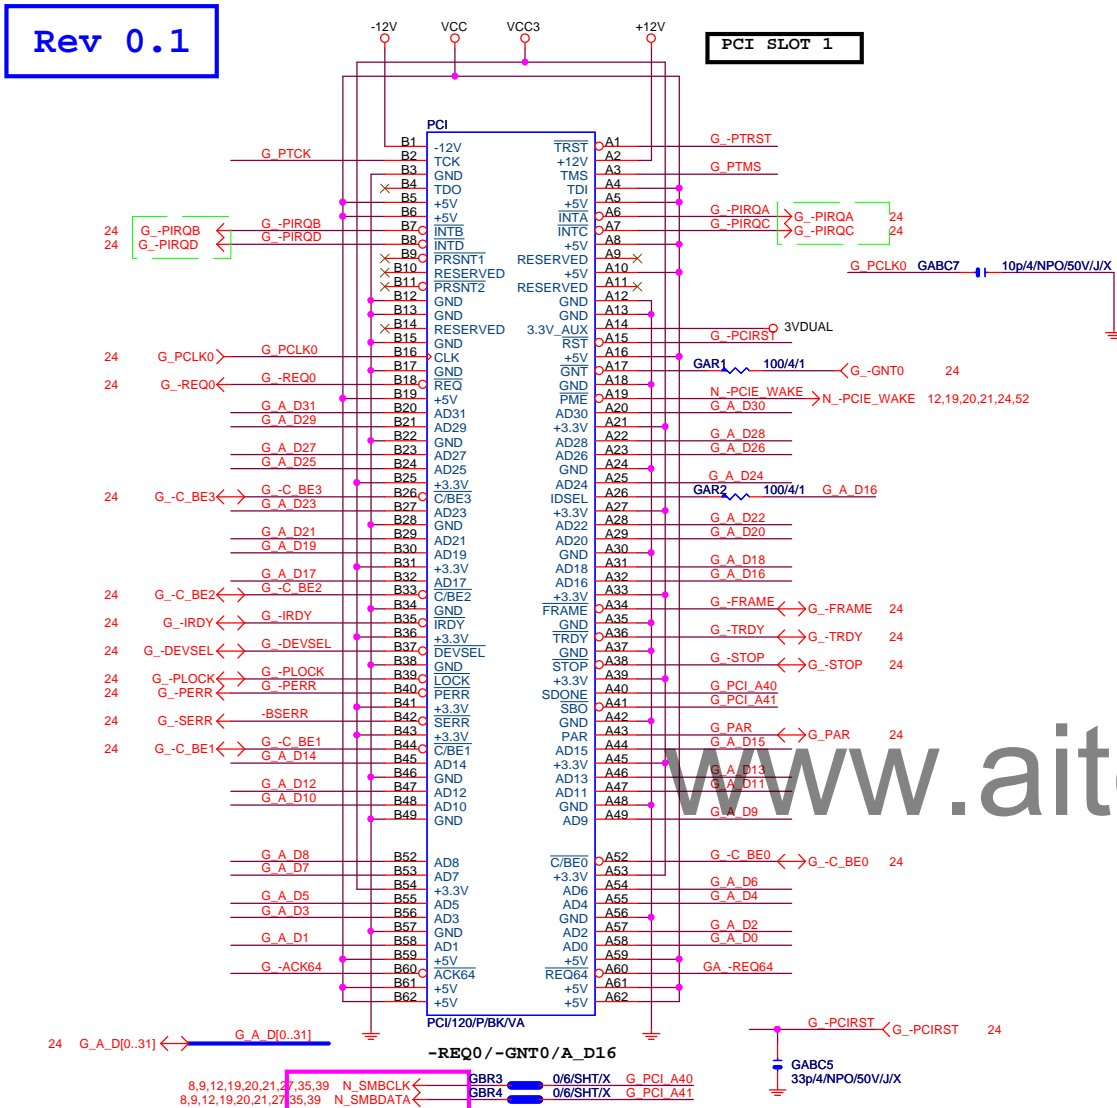 Rev 0.1
-12V VCC VCC3 +12V
PCI SLOT 1
PCI
B1 -12V TRST A1 G_-PTRST
G_PTCK B2 TCK +12V A2
B3 GND TMS A3 G_PTMS
B4 TDO TDI A4
B5 +5V +5V A5
B6 +5V INTA A6 G_-PIRQA G_-PIRQA 24
24 G_-PIRQB G_-PIRQB B7 INTB INTC A7 G_-PIRQC G_-PIRQC 24
24 G_-PIRQD G_-PIRQD B8 INTD +5V A8
B9 PRSNT1 RESERVED A9
B10 RESERVED +5V A10 G_PCLK0 GABC7 10p/4/NPO/50V/J/X
B11 PRSNT2 RESERVED A11
B12 GND GND A12
B13 GND GND A13
B14 RESERVED 3.3V_AUX A14 3VDUAL
B15 GND RST A15 G_-PCIRST
24 G_PCLK0 G_PCLK0 B16 CLK +5V A16
B17 GND GNT A17 GAR1 100/4/1 G_-GNT0 24
24 G_-REQ0 G_-REQ0 B18 REQ GND A18
B19 +5V PME A19 N_-PCIE_WAKE N_-PCIE_WAKE 12,19,20,21,24,52
G_A_D31 B20 AD31 AD30 A20 G_A_D30
G_A_D29 B21 AD29 +3.3V A21
B22 GND AD28 A22 G_A_D28
G_A_D27 B23 AD27 AD26 A23 G_A_D26
G_A_D25 B24 AD25 GND A24
B25 +3.3V AD24 A25 G_A_D24
24 G_-C_BE3 G_-C_BE3 B26 C/BE3 IDSEL A26 GAR2 100/4/1 G_A_D16
G_A_D23 B27 AD23 +3.3V A27
B28 GND AD22 A28 G_A_D22
G_A_D21 B29 AD21 AD20 A29 G_A_D20
G_A_D19 B30 AD19 GND A30
B31 +3.3V AD18 A31 G_A_D18
G_A_D17 B32 AD17 AD16 A32 G_A_D16
24 G_-C_BE2 G_-C_BE2 B33 C/BE2 +3.3V A33
B34 GND FRAME A34 G_-FRAME G_-FRAME 24
24 G_-IRDY G_-IRDY B35 IRDY GND A35
B36 +3.3V TRDY A36 G_-TRDY G_-TRDY 24
24 G_-DEVSEL G_-DEVSEL B37 DEVSEL GND A37
B38 GND STOP A38 G_-STOP G_-STOP 24
24 G_-PLOCK G_-PLOCK B39 LOCK +3.3V A39
24 G_-PERR G_-PERR B40 PERR SDONE A40 G_PCI_A40
B41 +3.3V SBO A41 G_PCI_A41
24 G_-SERR -BSERR B42 SERR GND A42
B43 +3.3V PAR A43 G_PAR G_PAR 24
24 G_-C_BE1 G_-C_BE1 B44 C/BE1 AD15 A44 G_A_D15
G_A_D14 B45 AD14 +3.3V A45
B46 GND AD13 A46 G_A_D13
G_A_D12 B47 AD12 AD11 A47 G_A_D11
G_A_D10 B48 AD10 GND A48
B49 GND AD9 A49 G_A_D9
www.ait
G_A_D8 B52 AD8 C/BE0 A52 G_-C_BE0 G_-C_BE0 24
G_A_D7 B53 AD7 +3.3V A53
B54 +3.3V AD6 A54 G_A_D6
G_A_D5 B55 AD5 AD4 A55 G_A_D4
G_A_D3 B56 AD3 GND A56
B57 GND AD2 A57 G_A_D2
G_A_D1 B58 AD1 AD0 A58 G_A_D0
B59 +5V +5V A59
G_-ACK64 B60 ACK64 REQ64 A60 GA_-REQ64
B61 +5V +5V A61
B62 +5V +5V A62
PCI/120/P/BK/VA
24 G_A_D[0..31] G_A_D[0..31]
G_-PCIRST G_-PCIRST 24
-REQ0/-GNT0/A_D16
GABC5
33p/4/NPO/50V/J/X
8,9,12,19,20,21,27,35,39 N_SMBCLK GBR3 0/6/SHT/X G_PCI_A40
8,9,12,19,20,21,27,35,39 N_SMBDATA GBR4 0/6/SHT/X G_PCI_A41